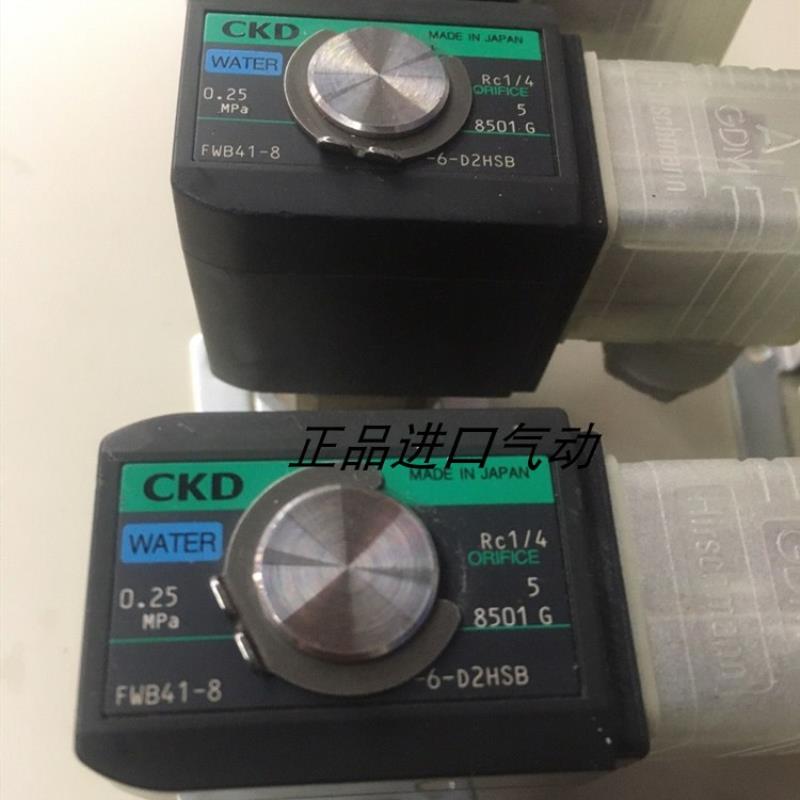 CKD
MADE IN JAPAN
WATER
Rc1/4
ORIFICE
0.25
MPa
5
8501 G
FWB41-8
-6-D2HSB
GDM
Hirschmann
正品进口气动
CKD
MADE IN JAPAN
WATER
Rc1/4
ORIFICE
0.25
MPa
5
8501 G
FWB41-8
-6-D2HSB